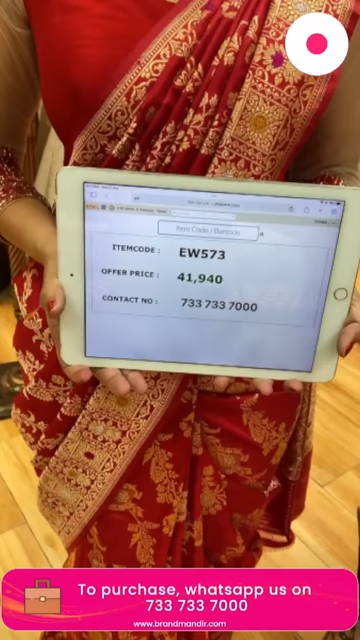 Item Code / Barcode
ITEMCODE : EW573
OFFER PRICE : 41,940
CONTACT NO : 733 733 7000
To purchase, whatsapp us on
733 733 7000
www.brandmandir.com